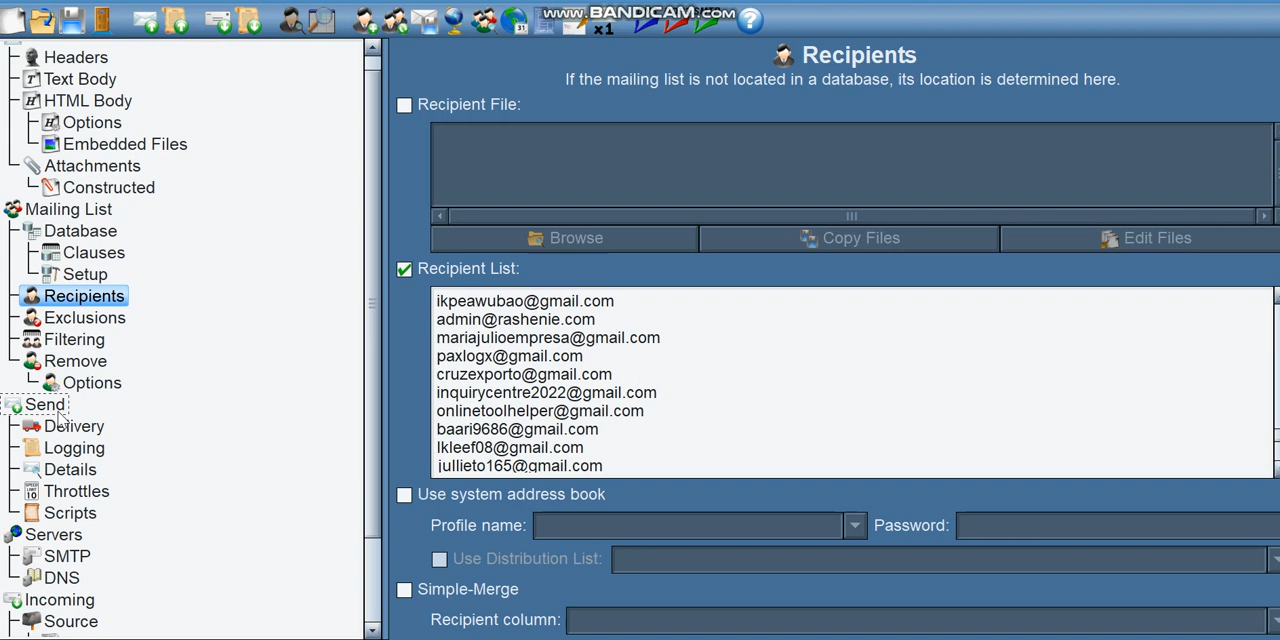 www.BANDICAM.com
31
x1
?
Headers
T Text Body
H HTML Body
H Options
Embedded Files
Attachments
Constructed
Mailing List
Database
Clauses
Setup
Recipients
Exclusions
Filtering
Remove
Options
Send
Delivery
Logging
Details
SPEED LIMIT 10 Throttles
Scripts
Servers
SMTP
DNS
Incoming
Source
Recipients
If the mailing list is not located in a database, its location is determined here.
Recipient File:
Browse Copy Files Edit Files
Recipient List:
ikpeawubao@gmail.com
admin@rashenie.com
mariajulioempresa@gmail.com
paxlogx@gmail.com
cruzexporto@gmail.com
inquirycentre2022@gmail.com
onlinetoolhelper@gmail.com
baari9686@gmail.com
lkleef08@gmail.com
jullieto165@gmail.com
Use system address book
Profile name: Password:
Use Distribution List:
Simple-Merge
Recipient column: